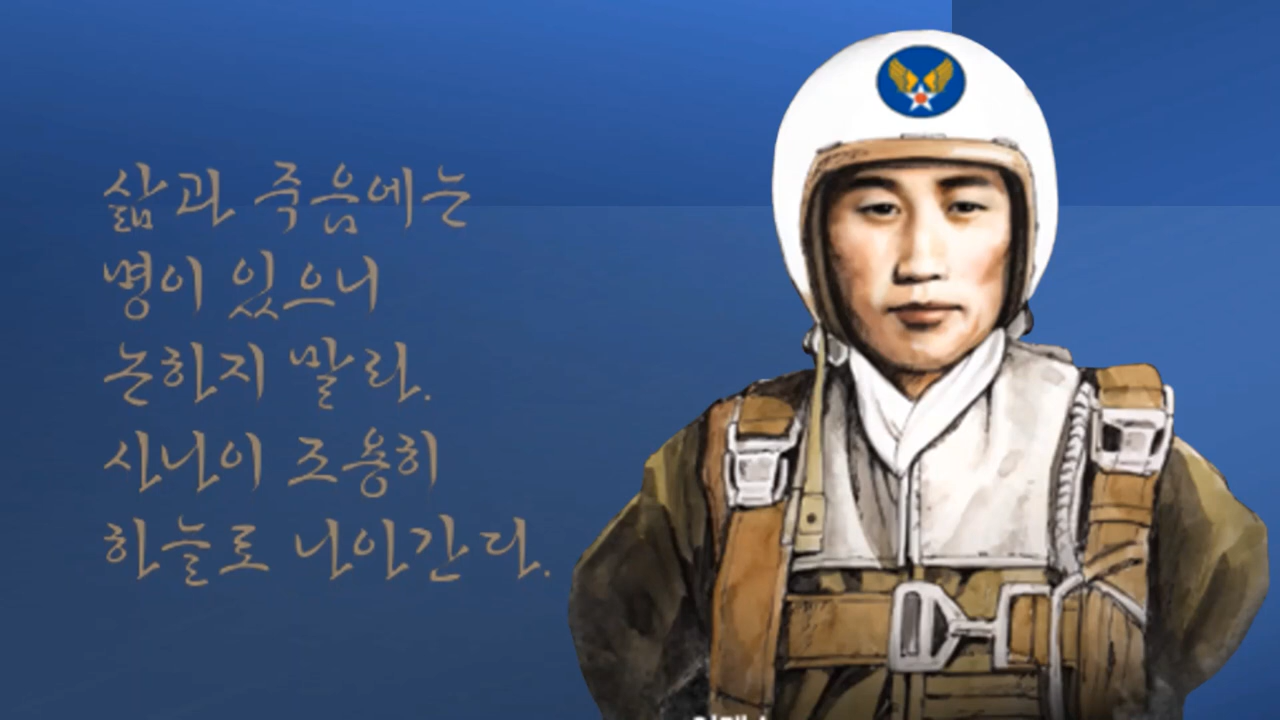 삶과 죽음에는
명이 있으니
논하지 말라.
사나이 조용히
하늘로 나아간다.